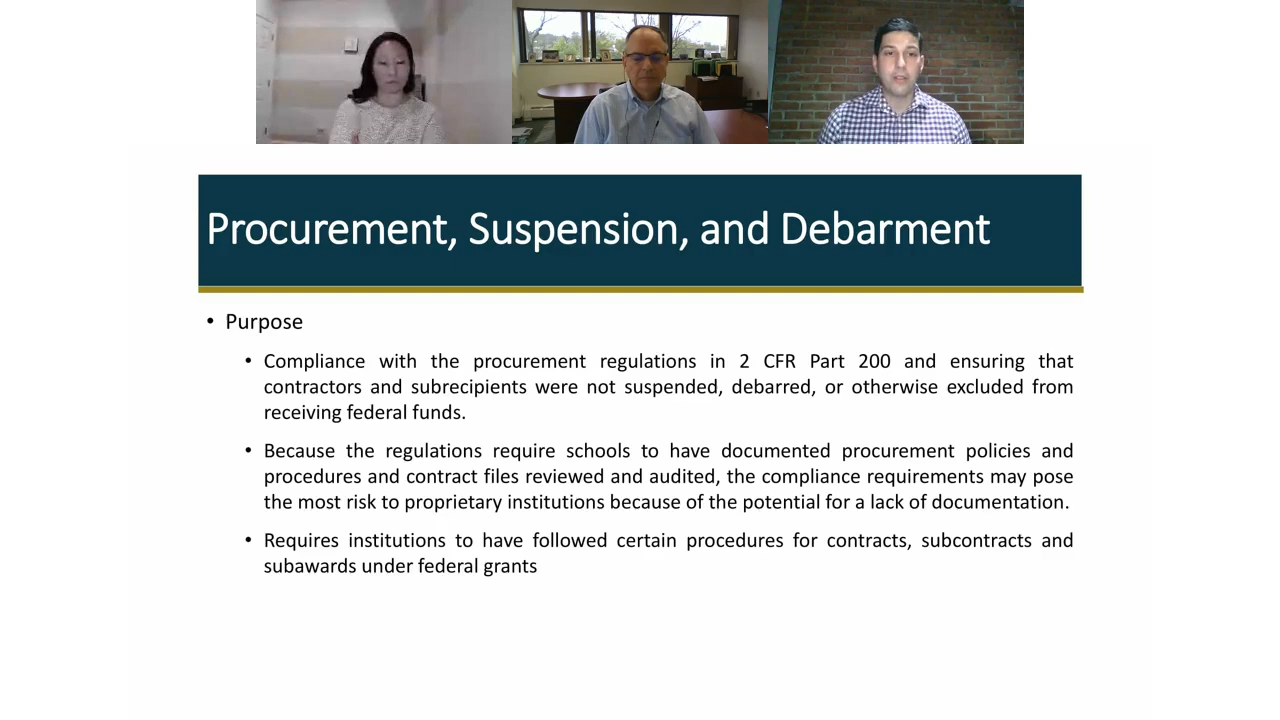 Procurement, Suspension, and Debarment
• Purpose
• Compliance with the procurement regulations in 2 CFR Part 200 and ensuring that
contractors and subrecipients were not suspended, debarred, or otherwise excluded from
receiving federal funds.
• Because the regulations require schools to have documented procurement policies and
procedures and contract files reviewed and audited, the compliance requirements may pose
the most risk to proprietary institutions because of the potential for a lack of documentation.
• Requires institutions to have followed certain procedures for contracts, subcontracts and
subawards under federal grants